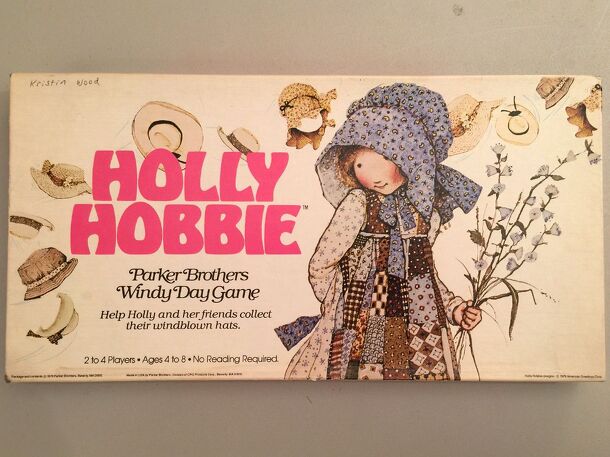 Kristin Wood
HOLLY
HOBBIE™
Parker Brothers
Windy Day Game
Help Holly and her friends collect
their windblown hats.
2 to 4 Players • Ages 4 to 8 • No Reading Required.